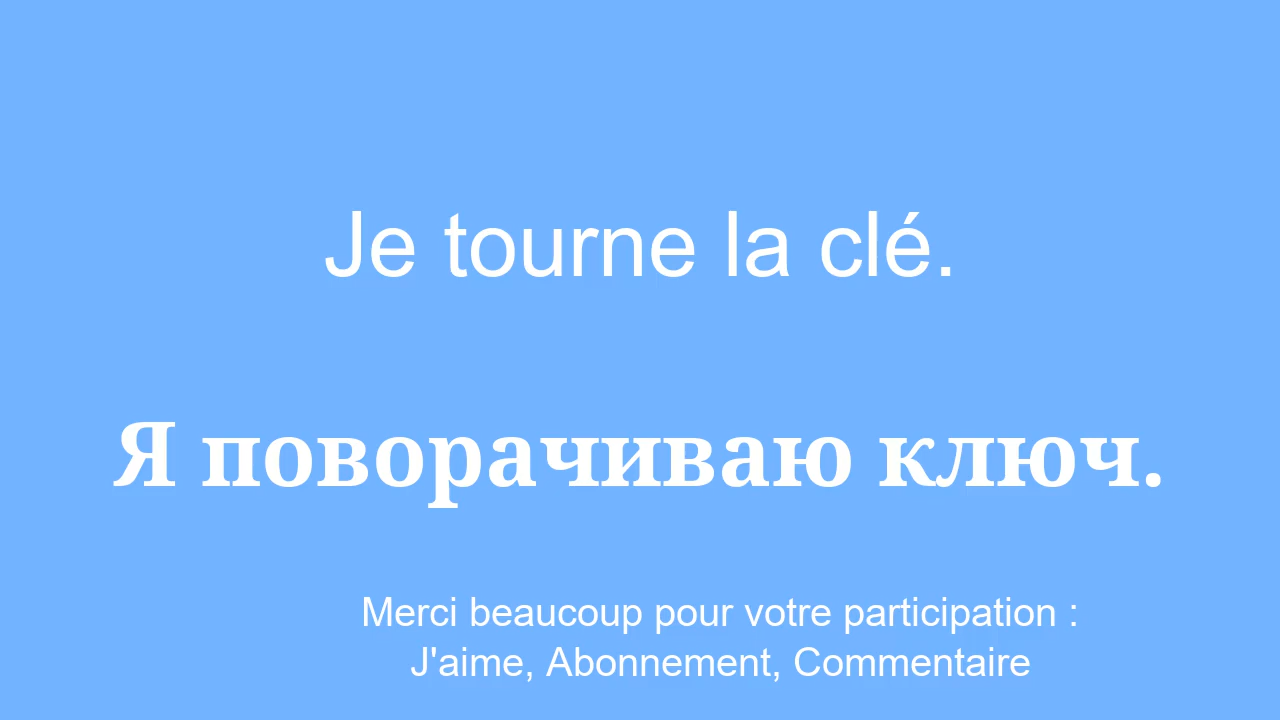 Je tourne la clé.
Я поворачиваю ключ.
Merci beaucoup pour votre participation :
J'aime, Abonnement, Commentaire